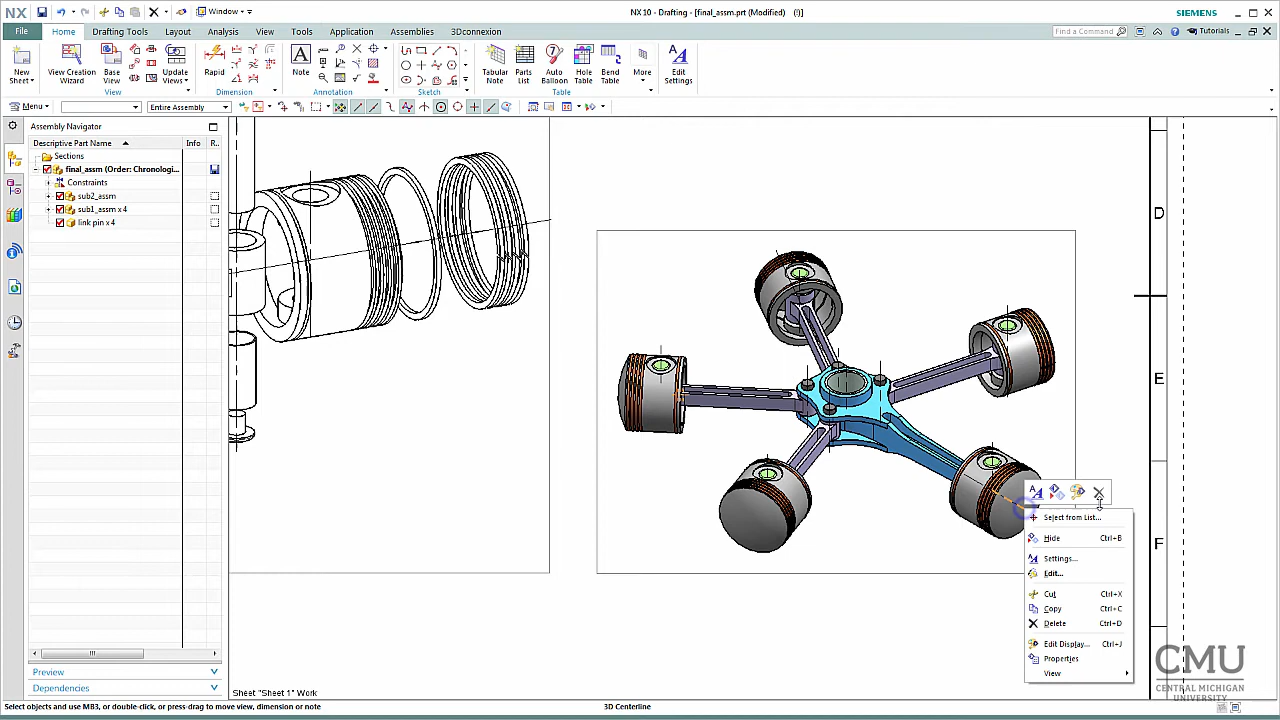 NX Window NX 10 - Drafting - [final_assm.prt (Modified) (!)] SIEMENS
File Home Drafting Tools Layout Analysis View Tools Application Assemblies 3Dconnexion Find a Command Tutorials
New Sheet View Creation Wizard Base View Update Views Rapid Note Tabular Note Parts List Auto Balloon Hole Table Bend Table More Edit Settings
View Dimension Annotation Sketch Table
Menu Entire Assembly
Assembly Navigator
Descriptive Part Name Info R..
Sections
final_assm (Order: Chronologi...
Constraints
sub2_assm
sub1_assm x 4
link pin x 4
D
E
F
Select from List...
Hide Ctrl+B
Settings...
Edit...
Cut Ctrl+X
Copy Ctrl+C
Delete Ctrl+D
Edit Display... Ctrl+J
Properties
View
CMU
CENTRAL MICHIGAN
UNIVERSITY
Preview
Dependencies
Sheet "Sheet 1" Work
Select objects and use MB3, or double-click, or press-drag to move view, dimension or note 3D Centerline